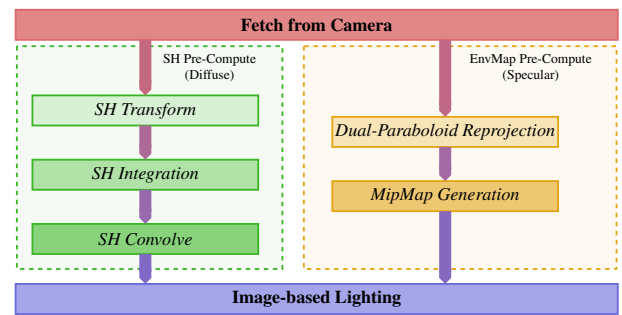 Fetch from Camera
SH Pre-Compute
(Diffuse)
SH Transform
SH Integration
SH Convolve
EnvMap Pre-Compute
(Specular)
Dual-Paraboloid Reprojection
MipMap Generation
Image-based Lighting